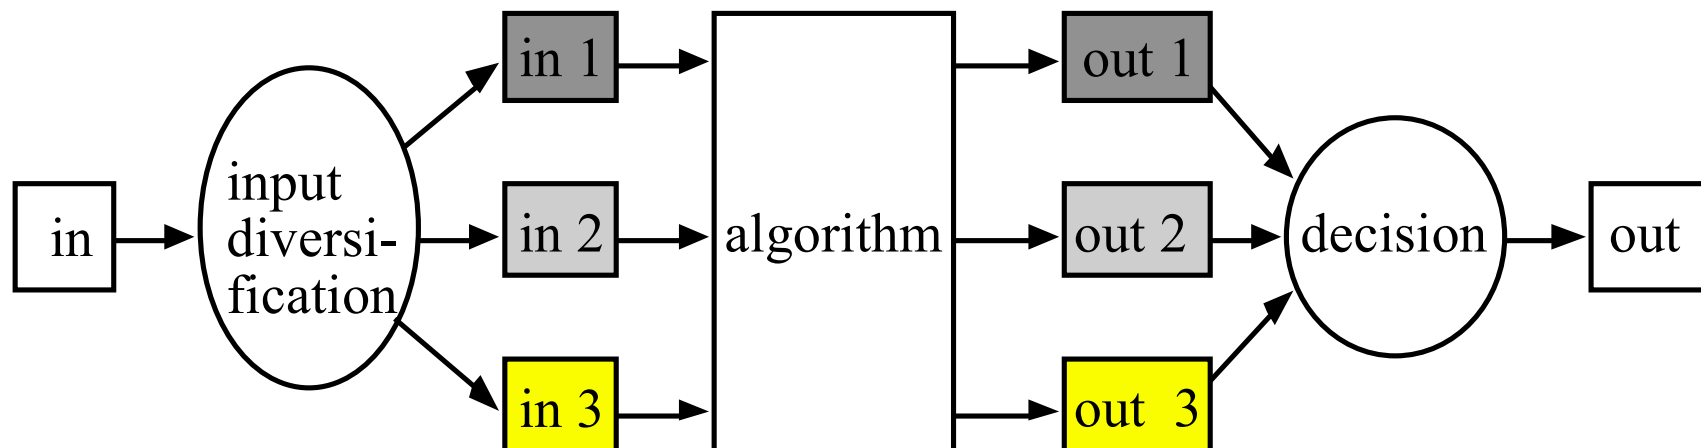 in
input
diversi-
fication
in 1
in 2
in 3
algorithm
out 1
out 2
out  3
decision
out